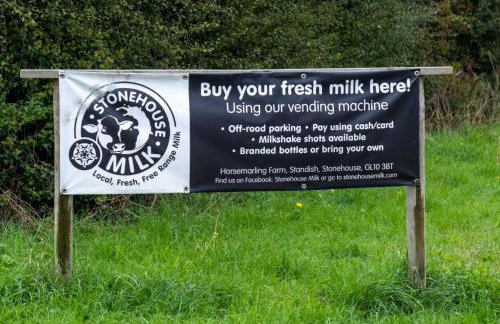 STONEHOUSE
MILK
Local, Fresh, Free Range Milk
Buy your fresh milk here!
Using our vending machine
• Off-road parking • Pay using cash/card
• Milkshake shots available
• Branded bottles or bring your own
Horsemarling Farm, Standish, Stonehouse, GL10 3BT
Find us on Facebook: Stonehouse Milk or go to stonehousemilk.com